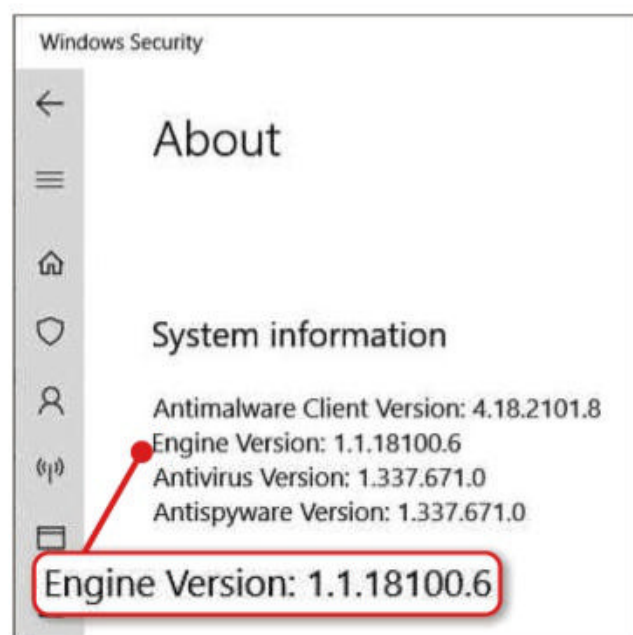 Windows Security
About
System information
Antimalware Client Version: 4.18.2101.8
Engine Version: 1.1.18100.6
Antivirus Version: 1.337.671.0
Antispyware Version: 1.337.671.0
Engine Version: 1.1.18100.6